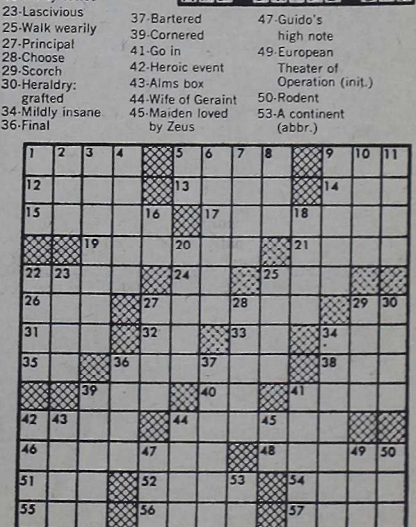 23-Lascivious
25-Walk wearily
27-Principal
28-Choose
29-Scorch
30-Heraldry:
grafted
34-Mildly insane
36-Final
37-Bartered
39-Cornered
41-Go in
42-Heroic event
43-Alms box
44-Wife of Geraint
45-Maiden loved
by Zeus
47-Guido's
high note
49-European
Theater of
Operation (init.)
50-Rodent
53-A continent
(abbr.)
1 2 3 4 5 6 7 8 9 10 11
12 13 14
15 16 17 18
19 20 21
22 23 24 25
26 27 28 29 30
31 32 33 34
35 36 37 38
39 40 41
42 43 44 45
46 47 48 49 50
51 52 53 54
55 56 57